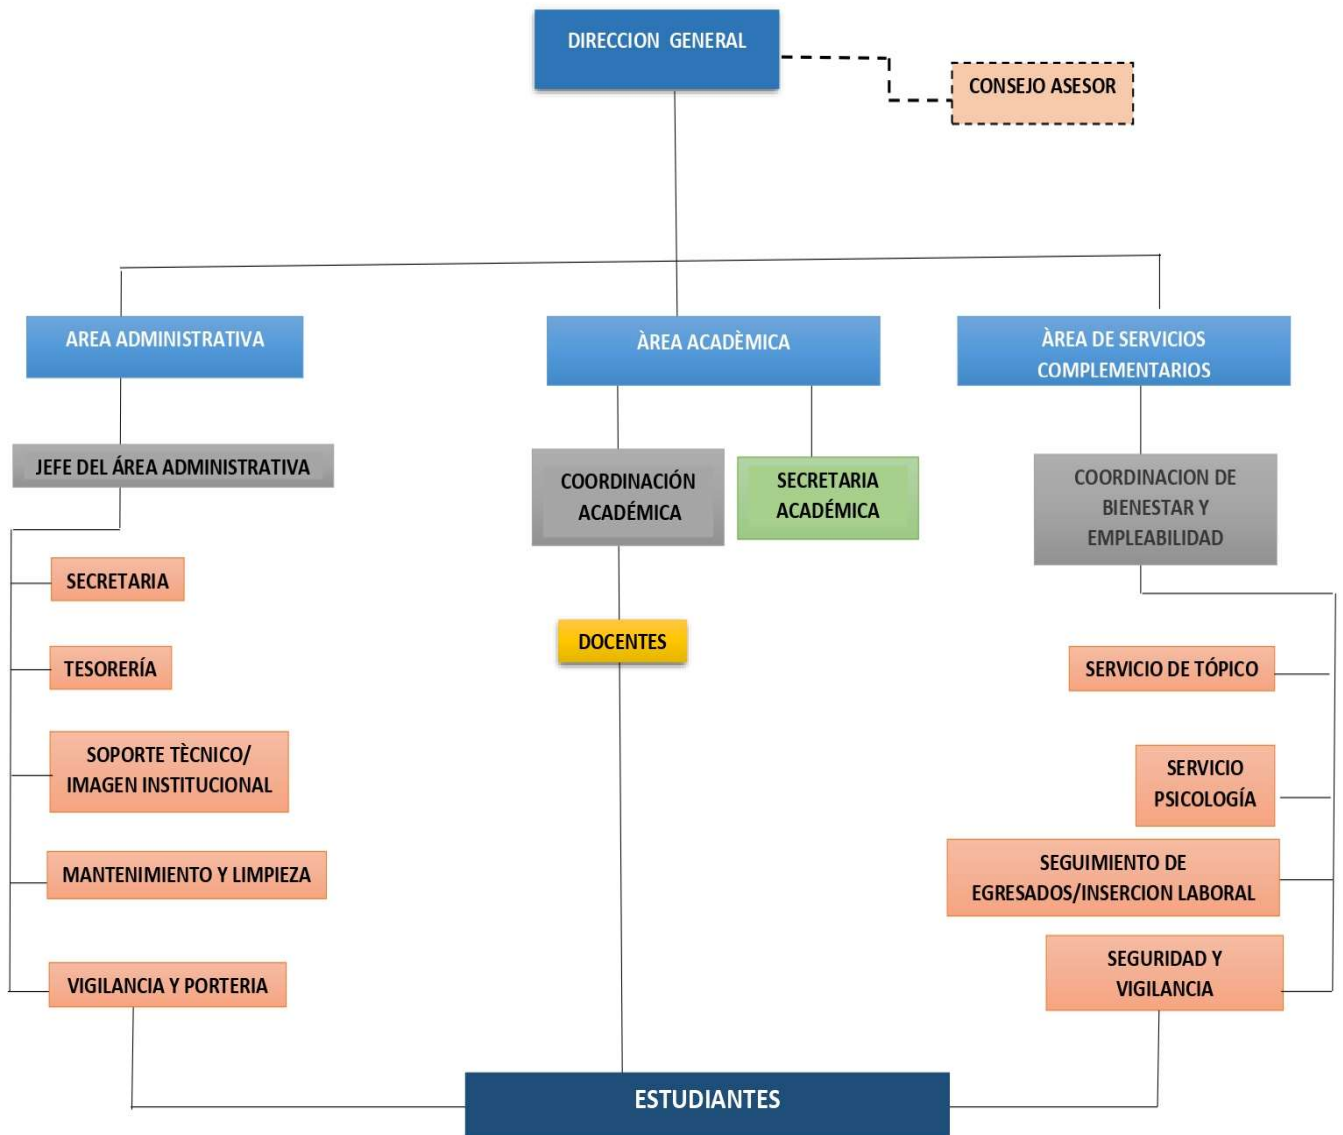 DIRECCION GENERAL
CONSEJO ASESOR
AREA ADMINISTRATIVA
ÀREA ACADÈMICA
ÀREA DE SERVICIOS
COMPLEMENTARIOS
JEFE DEL ÁREA ADMINISTRATIVA
COORDINACIÓN
ACADÉMICA
SECRETARIA
ACADÉMICA
COORDINACION DE
BIENESTAR Y
EMPLEABILIDAD
SECRETARIA
TESORERÍA
SOPORTE TÈCNICO/
IMAGEN INSTITUCIONAL
MANTENIMIENTO Y LIMPIEZA
VIGILANCIA Y PORTERIA
DOCENTES
SERVICIO DE TÓPICO
SERVICIO
PSICOLOGÍA
SEGUIMIENTO DE
EGRESADOS/INSERCION LABORAL
SEGURIDAD Y
VIGILANCIA
ESTUDIANTES